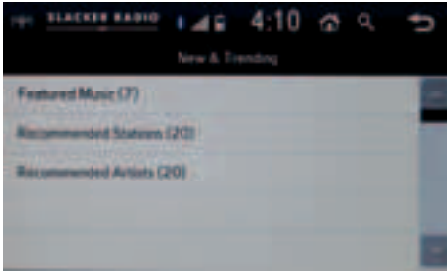 SLACKER RADIO 4:10
New & Trending
Featured Music (7)
Recommended Stations (20)
Recommended Artists (20)